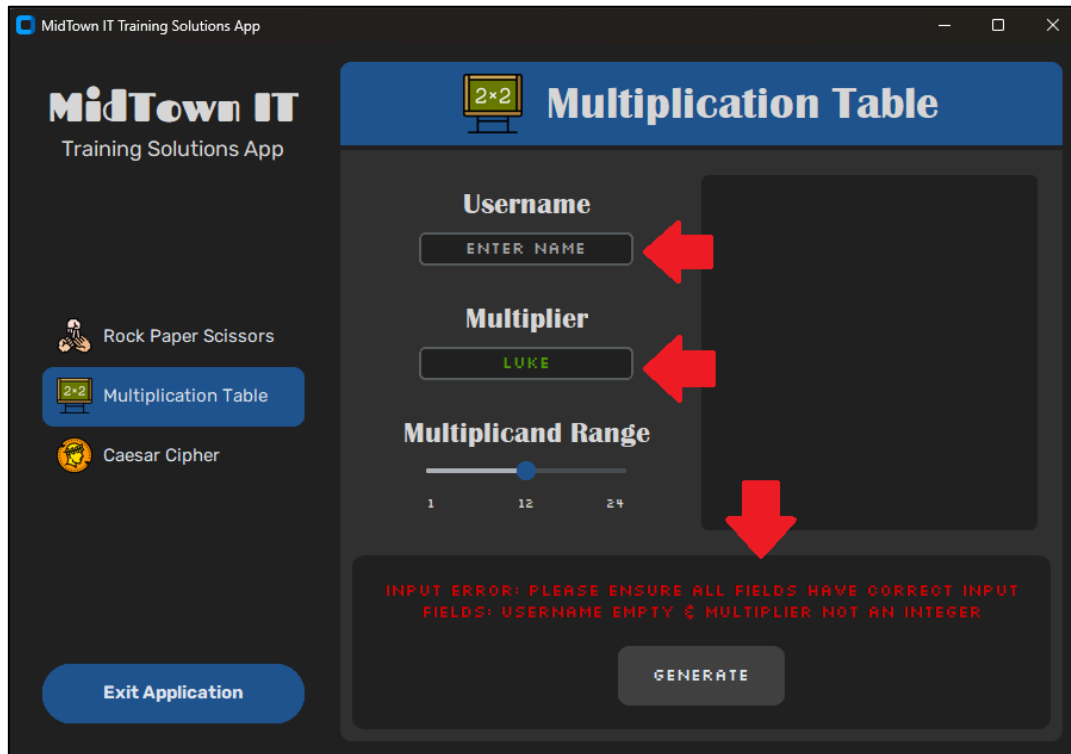 MidTown IT Training Solutions App
MidTown IT
Training Solutions App
Rock Paper Scissors
2×2
Multiplication Table
Caesar Cipher
Exit Application
2×2
Multiplication Table
Username
ENTER NAME
Multiplier
LUKE
Multiplicand Range
1 12 24
INPUT ERROR: PLEASE ENSURE ALL FIELDS HAVE CORRECT INPUT
FIELDS: USERNAME EMPTY & MULTIPLIER NOT AN INTEGER
GENERATE